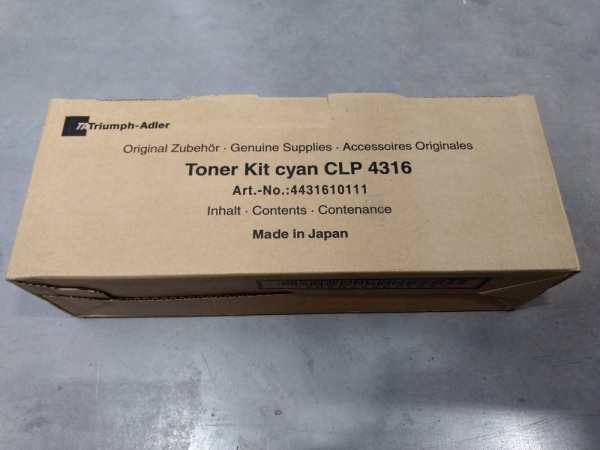 TA Triumph-Adler
Original Zubehör · Genuine Supplies · Accessoires Originales
Toner Kit cyan CLP 4316
Art.-No.:4431610111
Inhalt · Contents · Contenance
Made in Japan